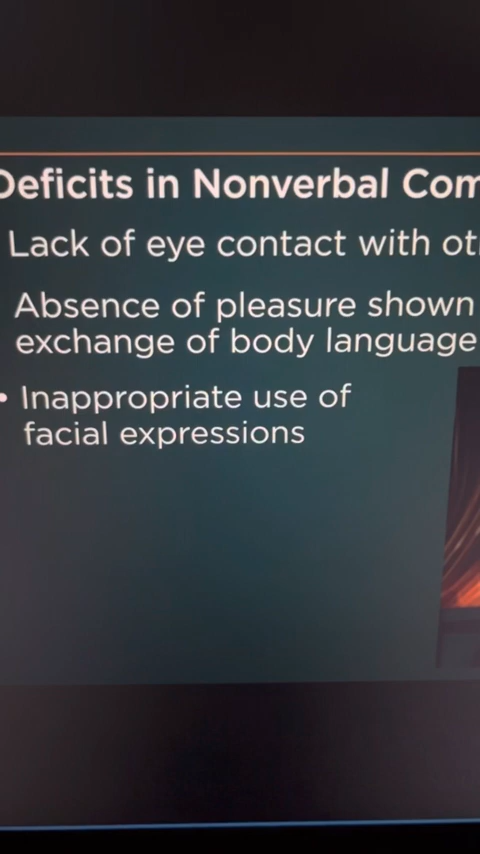 Deficits in Nonverbal Com
Lack of eye contact with ot
Absence of pleasure shown
exchange of body language
• Inappropriate use of
facial expressions